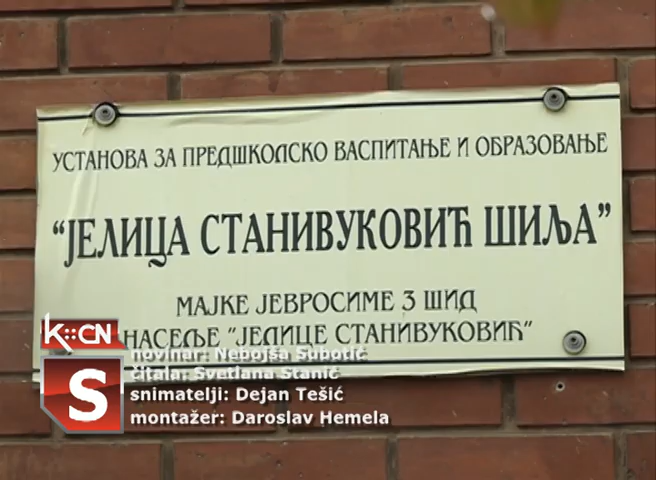 УСТАНОВА ЗА ПРЕДШКОЛСКО ВАСПИТАЊЕ И ОБРАЗОВАЊЕ
“ЈЕЛИЦА СТАНИВУКОВИЋ ШИЉА”
МАЈКЕ ЈЕВРОСИМЕ 3 ШИД
НАСЕЉЕ "ЈЕЛИЦЕ СТАНИВУКОВИЋ"
K::CN
novinar: Nebojša Subotić
čitala: Svetlana Stanić
S
snimatelji: Dejan Tešić
montažer: Daroslav Hemela